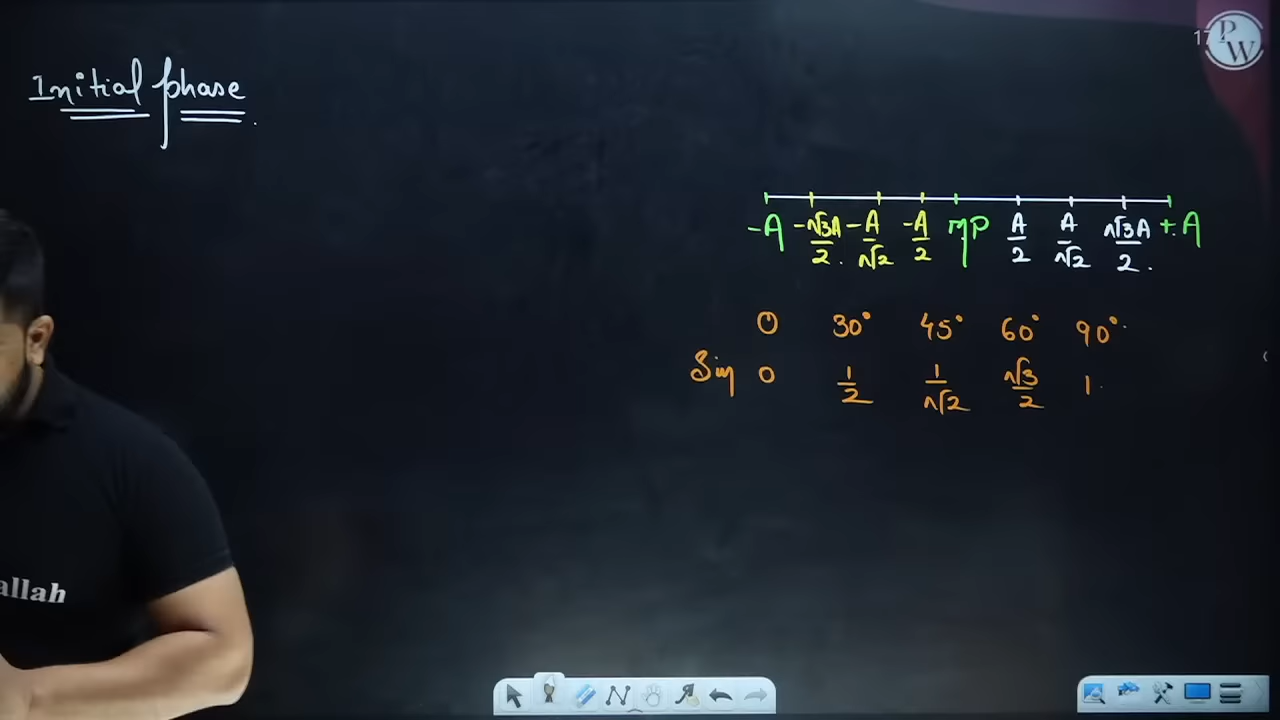 17
PW
Initial phase
-A -√3A/2 -A/√2 -A/2 MP A/2 A/√2 √3A/2 +A
0 30° 45° 60° 90°
Sin 0 1/2 1/√2 √3/2 1
allah